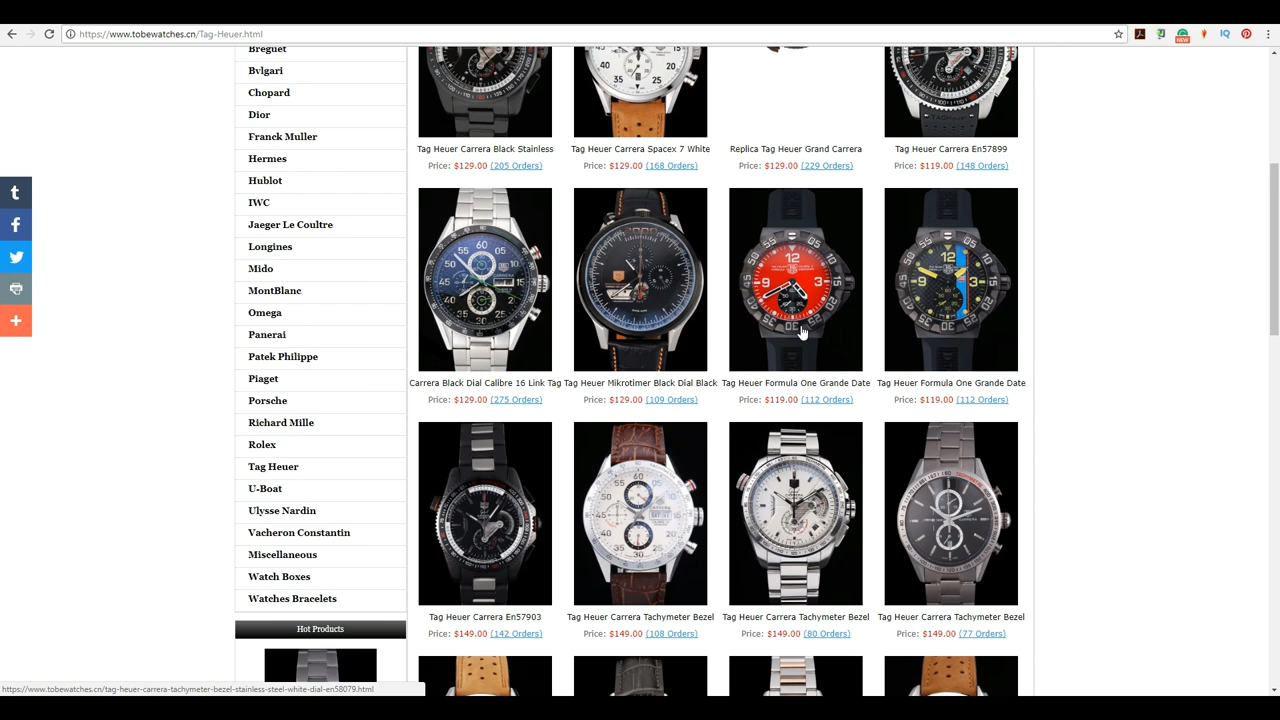 https://www.tobewatches.cn/Tag-Heuer.html
NEW
IQ
Breguet
Bvlgari
Chopard
Dior
Franck Muller
Hermes
Hublot
IWC
Jaeger Le Coultre
Longines
Mido
MontBlanc
Omega
Panerai
Patek Philippe
Piaget
Porsche
Richard Mille
Rolex
Tag Heuer
U-Boat
Ulysse Nardin
Vacheron Constantin
Miscellaneous
Watch Boxes
Watches Bracelets
Hot Products
Tag Heuer Carrera Black Stainless
Price: $129.00 (205 Orders)
Tag Heuer Carrera Spacex 7 White
Price: $129.00 (168 Orders)
Replica Tag Heuer Grand Carrera
Price: $129.00 (229 Orders)
Tag Heuer Carrera En57899
Price: $119.00 (148 Orders)
Carrera Black Dial Calibre 16 Link Tag
Price: $129.00 (275 Orders)
Tag Heuer Mikrotimer Black Dial Black
Price: $129.00 (109 Orders)
Tag Heuer Formula One Grande Date
Price: $119.00 (112 Orders)
Tag Heuer Formula One Grande Date
Price: $119.00 (112 Orders)
Tag Heuer Carrera En57903
Price: $149.00 (142 Orders)
Tag Heuer Carrera Tachymeter Bezel
Price: $149.00 (108 Orders)
Tag Heuer Carrera Tachymeter Bezel
Price: $149.00 (80 Orders)
Tag Heuer Carrera Tachymeter Bezel
Price: $149.00 (77 Orders)
https://www.tobewatches.cn/tag-heuer-carrera-tachymeter-bezel-stainless-steel-white-dial-en58079.html